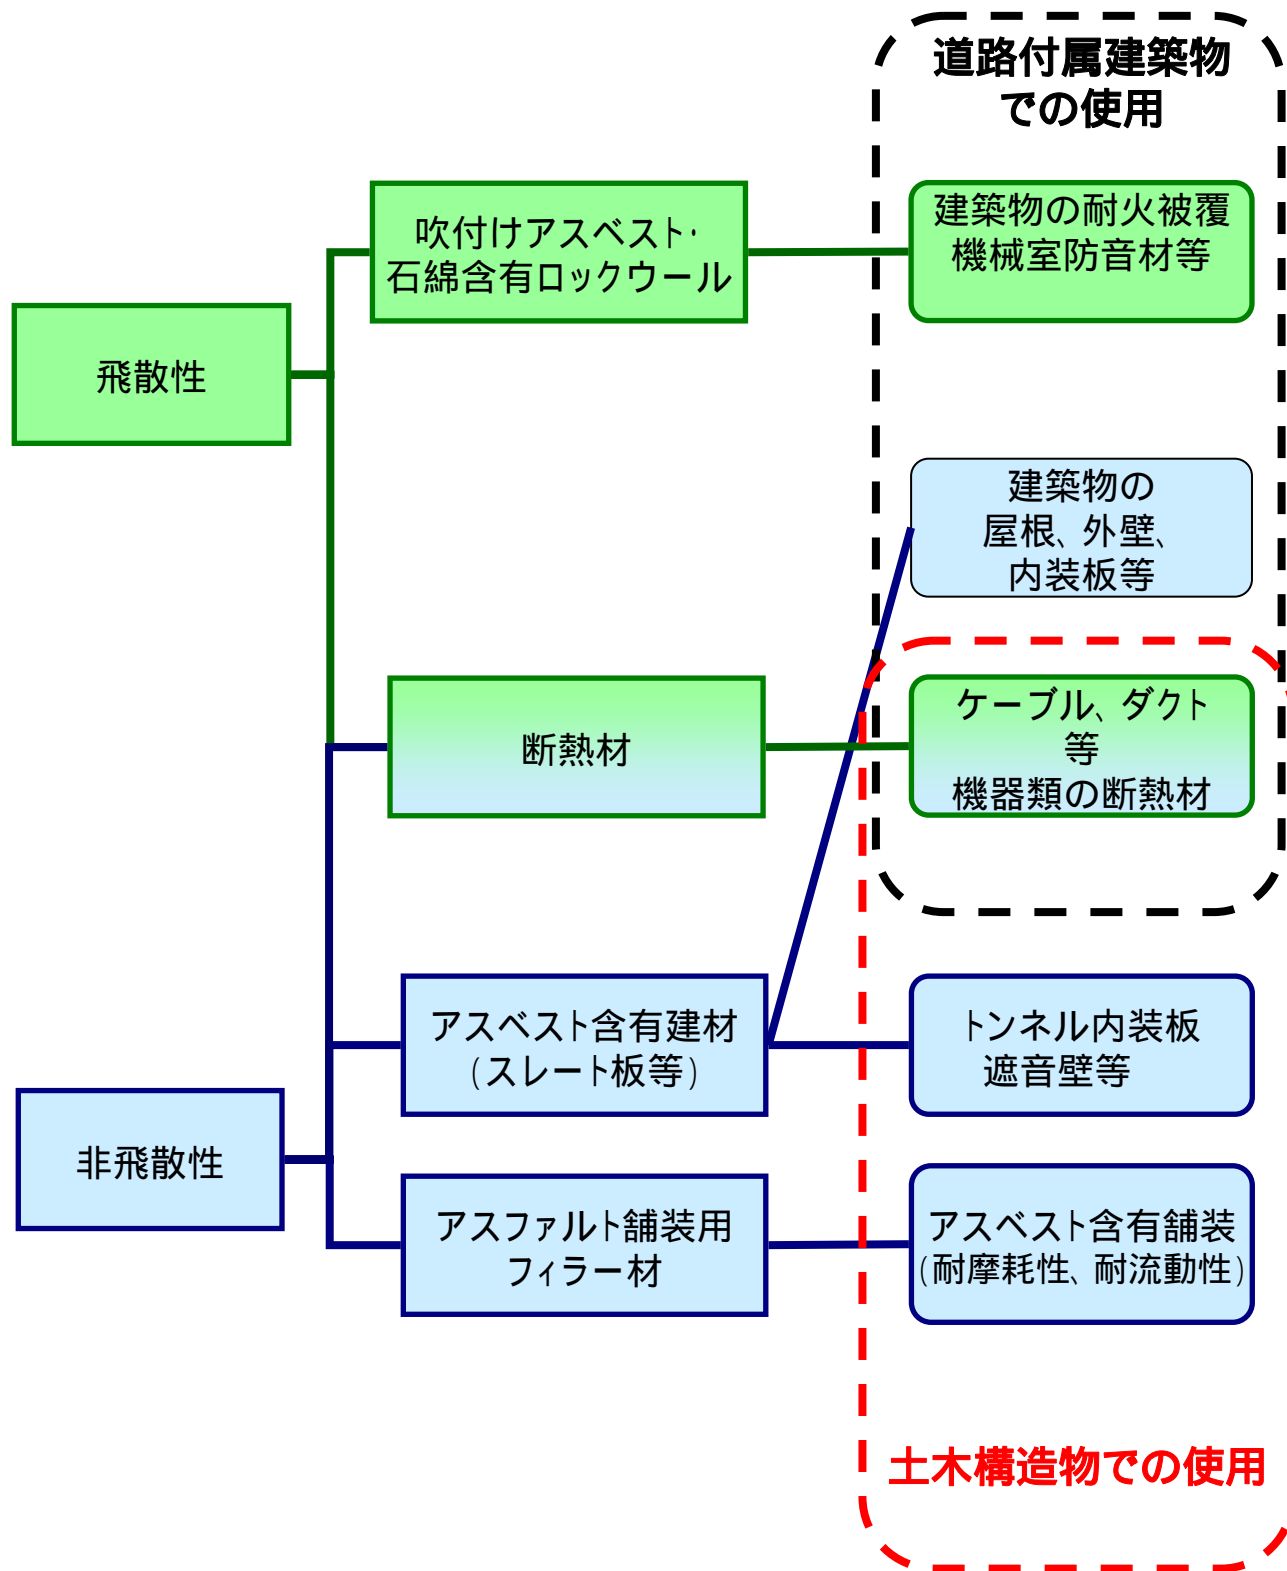 道路付属建築物
での使用
吹付けアスベスト・
石綿含有ロックウール
建築物の耐火被覆
機械室防音材等
飛散性
建築物の
屋根、外壁、
内装板等
断熱材
ケーブル、ダクト
等
機器類の断熱材
アスベスト含有建材
(スレート板等)
トンネル内装板
遮音壁等
非飛散性
アスファルト舗装用
フィラー材
アスベスト含有舗装
(耐摩耗性、耐流動性)
土木構造物での使用